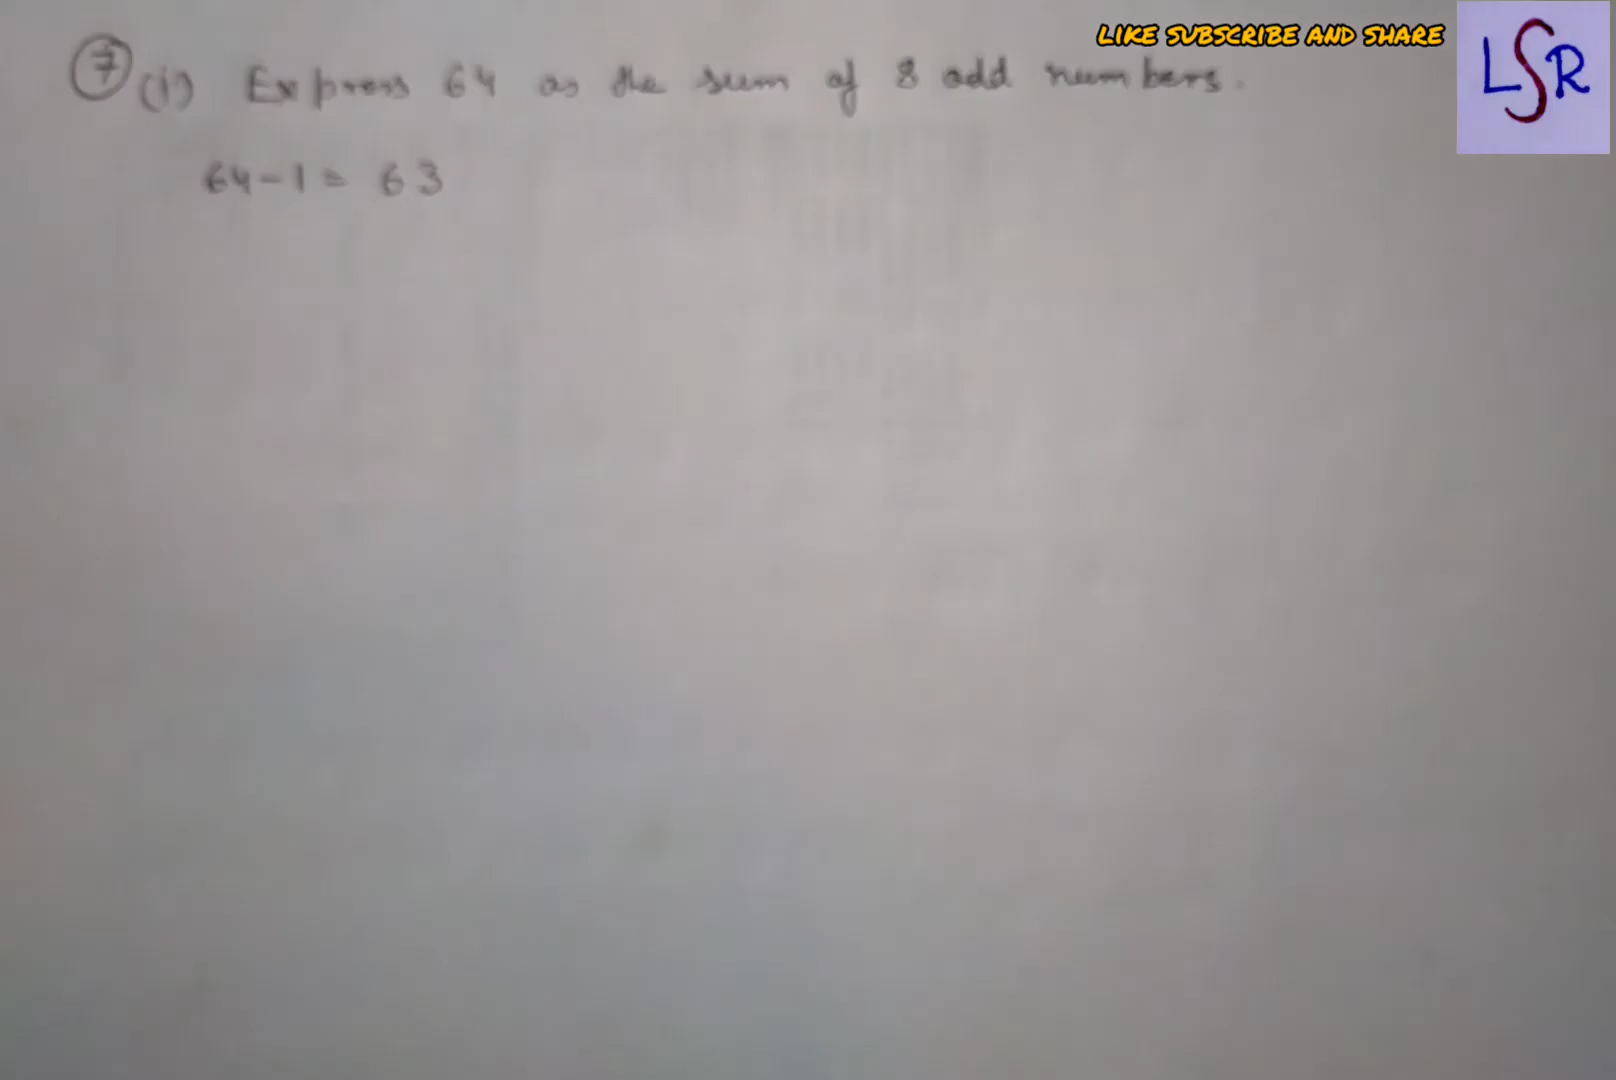 LIKE SUBSCRIBE AND SHARE
LSR
7 (i) Express 64 as the sum of 8 odd numbers.
64-1 = 63